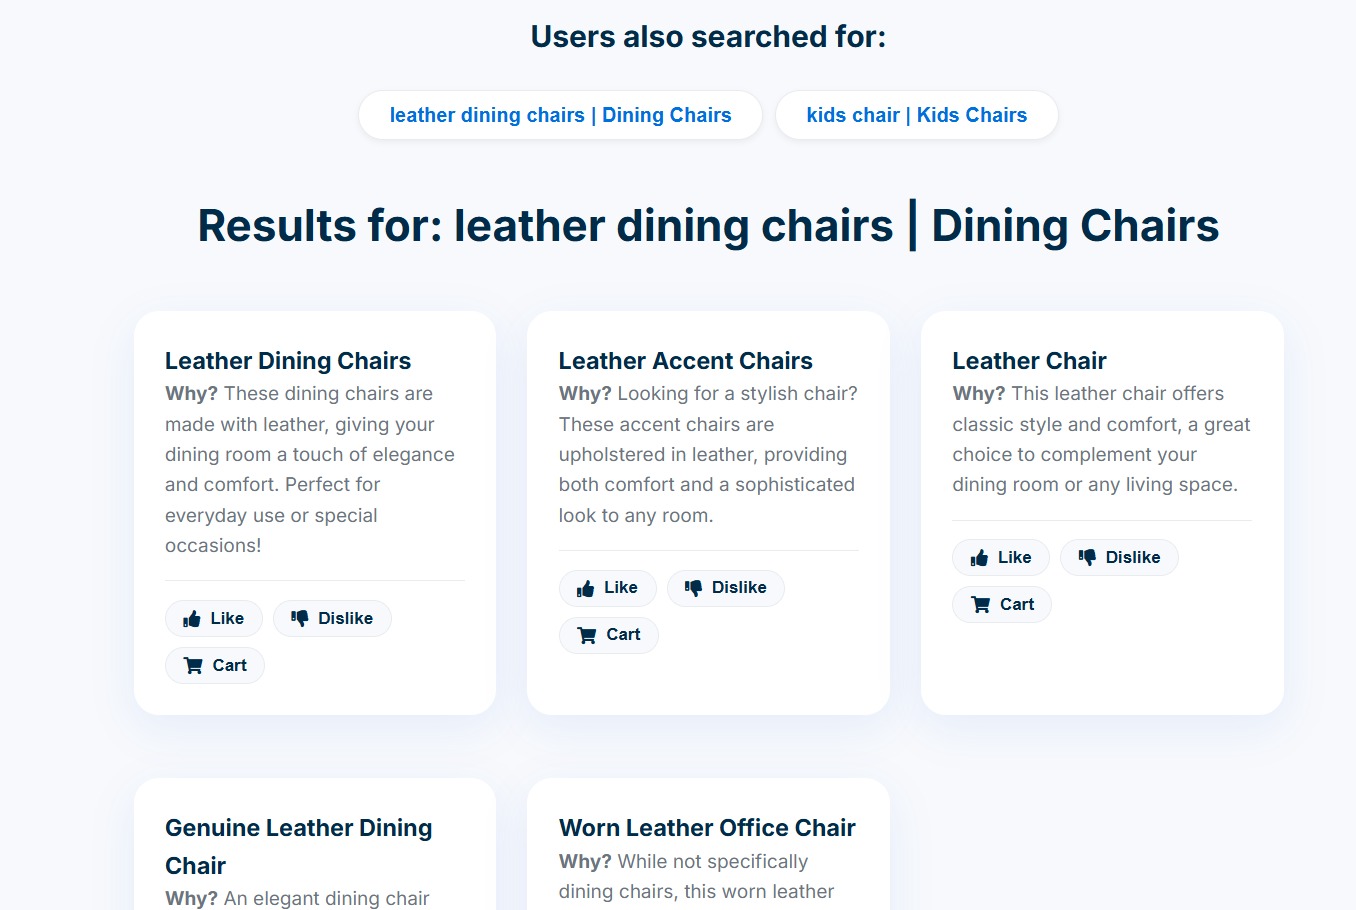 Users also searched for:
leather dining chairs | Dining Chairs
kids chair | Kids Chairs
Results for: leather dining chairs | Dining Chairs
Leather Dining Chairs
Why? These dining chairs are
made with leather, giving your
dining room a touch of elegance
and comfort. Perfect for
everyday use or special
occasions!
Like
Dislike
Cart
Leather Accent Chairs
Why? Looking for a stylish chair?
These accent chairs are
upholstered in leather, providing
both comfort and a sophisticated
look to any room.
Like
Dislike
Cart
Leather Chair
Why? This leather chair offers
classic style and comfort, a great
choice to complement your
dining room or any living space.
Like
Dislike
Cart
Genuine Leather Dining
Chair
Why? An elegant dining chair
Worn Leather Office Chair
Why? While not specifically
dining chairs, this worn leather